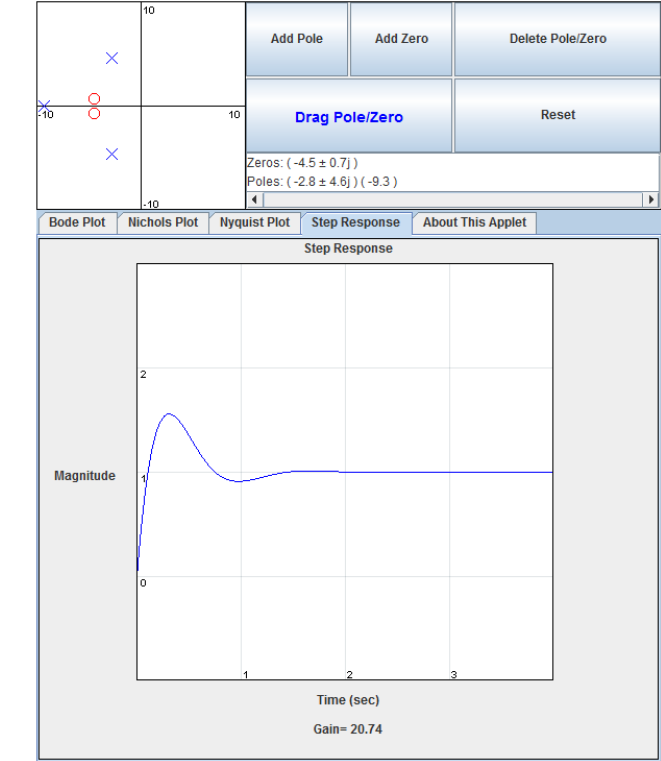 10
-10
10
-10
Add Pole
Add Zero
Delete Pole/Zero
Drag Pole/Zero
Reset
Zeros: ( -4.5 ± 0.7j )
Poles: ( -2.8 ± 4.6j ) ( -9.3 )
Bode Plot
Nichols Plot
Nyquist Plot
Step Response
About This Applet
Step Response
2
1
0
Magnitude
1
2
3
Time (sec)
Gain= 20.74